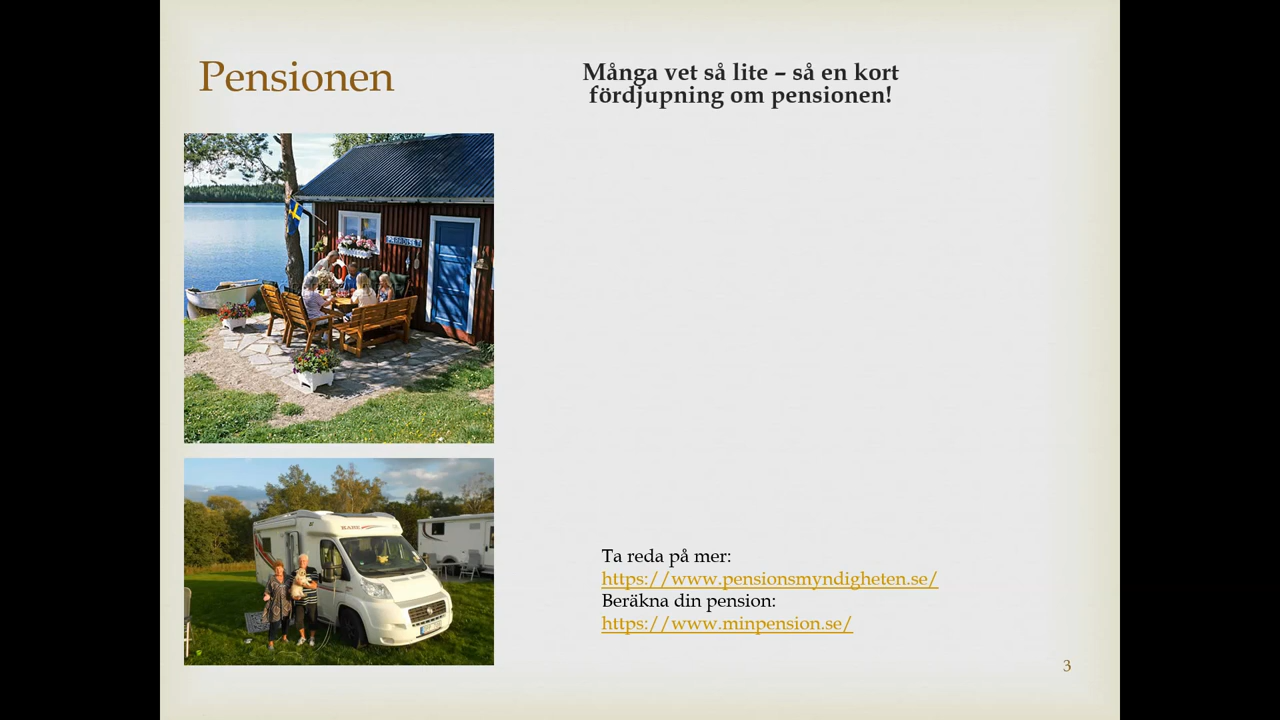 Pensionen
Många vet så lite – så en kort
fördjupning om pensionen!
Ta reda på mer:
https://www.pensionsmyndigheten.se/
Beräkna din pension:
https://www.minpension.se/
3